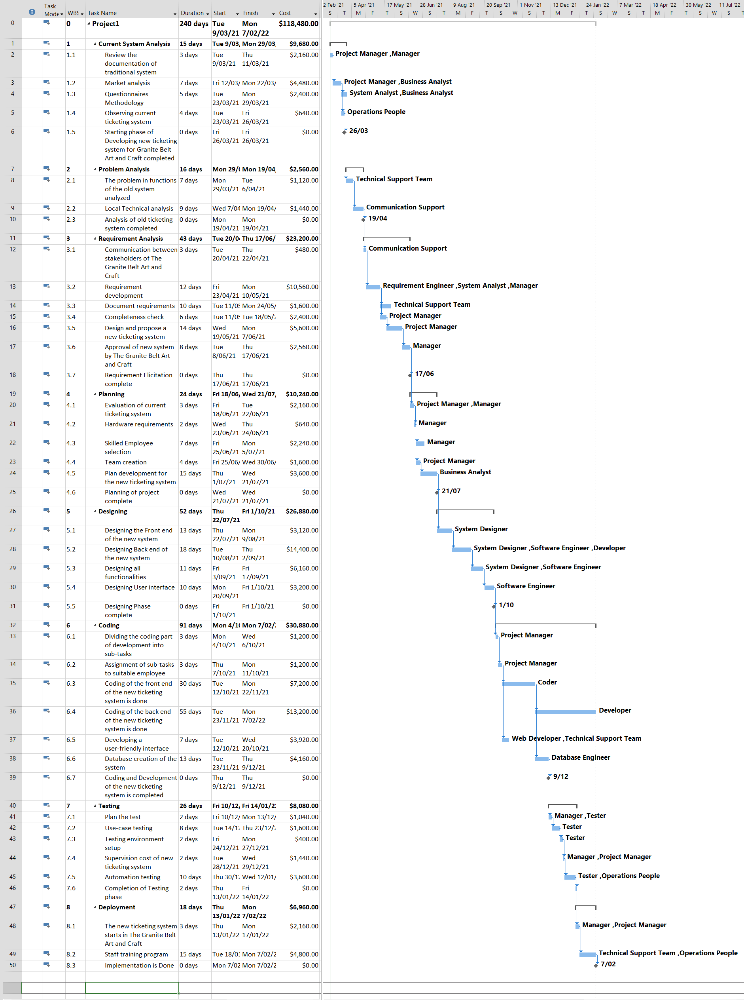 Task Mode WBS Task Name Duration Start Finish Cost
2 Feb '21 5 Apr '21 17 May '21 28 Jun '21 9 Aug '21 20 Sep '21 1 Nov '21 13 Dec '21 24 Jan '22 7 Mar '22 18 Apr '22 30 May '22 11 Jul '22
S T M F T S W S T M F T S W S T M F T S W S T M F T S W S T
0 0 Project1 240 days Tue 9/03/21 Mon 7/02/22 $118,480.00
1 1 Current System Analysis 15 days Tue 9/03/ Mon 29/03, $9,680.00
2 1.1 Review the documentation of traditional system 3 days Tue 9/03/21 Thu 11/03/21 $2,160.00 Project Manager ,Manager
3 1.2 Market analysis 7 days Fri 12/03/ Mon 22/03/ $4,480.00 Project Manager ,Business Analyst
4 1.3 Questionnaires Methodology 5 days Tue 23/03/21 Mon 29/03/21 $2,400.00 System Analyst ,Business Analyst
5 1.4 Observing current ticketing system 4 days Tue 23/03/21 Fri 26/03/21 $640.00 Operations People
6 1.5 Starting phase of Developing new ticketing system for Granite Belt Art and Craft completed 0 days Fri 26/03/21 Fri 26/03/21 $0.00 26/03
7 2 Problem Analysis 16 days Mon 29/0 Mon 19/04, $2,560.00
8 2.1 The problem in functions of the old system analyzed 7 days Mon 29/03/21 Tue 6/04/21 $1,120.00 Technical Support Team
9 2.2 Local Technical analysis 9 days Wed 7/04 Mon 19/04/ $1,440.00 Communication Support
10 2.3 Analysis of old ticketing system completed 0 days Mon 19/04/21 Mon 19/04/21 $0.00 19/04
11 3 Requirement Analysis 43 days Tue 20/04 Thu 17/06/ $23,200.00
12 3.1 Communication between stakeholders of The Granite Belt Art and Craft 3 days Tue 20/04/21 Thu 22/04/21 $480.00 Communication Support
13 3.2 Requirement development 12 days Fri 23/04/21 Mon 10/05/21 $10,560.00 Requirement Engineer ,System Analyst ,Manager
14 3.3 Document requirements 10 days Tue 11/05 Mon 24/05/ $1,600.00 Technical Support Team
15 3.4 Completeness check 6 days Tue 11/05 Tue 18/05/2 $2,400.00 Project Manager
16 3.5 Design and propose a new ticketing system 14 days Wed 19/05/21 Mon 7/06/21 $5,600.00 Project Manager
17 3.6 Approval of new system by The Granite Belt Art and Craft 8 days Tue 8/06/21 Thu 17/06/21 $2,560.00 Manager
18 3.7 Requirement Elicitation complete 0 days Thu 17/06/21 Thu 17/06/21 $0.00 17/06
19 4 Planning 24 days Fri 18/06/ Wed 21/07, $10,240.00
20 4.1 Evaluation of current ticketing system 3 days Fri 18/06/21 Tue 22/06/21 $2,160.00 Project Manager ,Manager
21 4.2 Hardware requirements 2 days Wed 23/06/21 Thu 24/06/21 $640.00 Manager
22 4.3 Skilled Employee selection 7 days Fri 25/06/21 Mon 5/07/21 $2,240.00 Manager
23 4.4 Team creation 4 days Fri 25/06/ Wed 30/06/ $1,600.00 Project Manager
24 4.5 Plan development for the new ticketing system 15 days Thu 1/07/21 Wed 21/07/21 $3,600.00 Business Analyst
25 4.6 Planning of project complete 0 days Wed 21/07/21 Wed 21/07/21 $0.00 21/07
26 5 Designing 52 days Thu 22/07/21 Fri 1/10/21 $26,880.00
27 5.1 Designing the Front end of the new system 13 days Thu 22/07/21 Mon 9/08/21 $3,120.00 System Designer
28 5.2 Designing Back end of the new system 18 days Tue 10/08/21 Thu 2/09/21 $14,400.00 System Designer ,Software Engineer ,Developer
29 5.3 Designing all functionalities 11 days Fri 3/09/21 Fri 17/09/21 $6,160.00 System Designer ,Software Engineer
30 5.4 Designing User interface 10 days Mon 20/09/21 Fri 1/10/21 $3,200.00 Software Engineer
31 5.5 Designing Phase complete 0 days Fri 1/10/21 Fri 1/10/21 $0.00 1/10
32 6 Coding 91 days Mon 4/10 Mon 7/02/2 $30,880.00
33 6.1 Dividing the coding part of development into sub-tasks 3 days Mon 4/10/21 Wed 6/10/21 $1,200.00 Project Manager
34 6.2 Assignment of sub-tasks to suitable employee 3 days Thu 7/10/21 Mon 11/10/21 $1,200.00 Project Manager
35 6.3 Coding of the front end of the new ticketing system is done 30 days Tue 12/10/21 Mon 22/11/21 $7,200.00 Coder
36 6.4 Coding of the back end of the new ticketing system is done 55 days Tue 23/11/21 Mon 7/02/22 $13,200.00 Developer
37 6.5 Developing a user-friendly interface 7 days Tue 12/10/21 Wed 20/10/21 $3,920.00 Web Developer ,Technical Support Team
38 6.6 Database creation of the system 13 days Tue 23/11/21 Thu 9/12/21 $4,160.00 Database Engineer
39 6.7 Coding and Development of the new ticketing system is completed 0 days Thu 9/12/21 Thu 9/12/21 $0.00 9/12
40 7 Testing 26 days Fri 10/12/ Fri 14/01/22 $8,080.00
41 7.1 Plan the test 2 days Fri 10/12/ Mon 13/12/ $1,040.00 Manager ,Tester
42 7.2 Use-case testing 8 days Tue 14/12 Thu 23/12/2 $1,600.00 Tester
43 7.3 Testing environment setup 2 days Fri 24/12/21 Mon 27/12/21 $400.00 Tester
44 7.4 Supervision cost of new ticketing system 2 days Tue 28/12/21 Wed 29/12/21 $1,440.00 Manager ,Project Manager
45 7.5 Automation testing 10 days Thu 30/12 Wed 12/01/ $3,600.00 Tester ,Operations People
46 7.6 Completion of Testing phase 2 days Thu 13/01/22 Fri 14/01/22 $0.00
47 8 Deployment 18 days Thu 13/01/22 Mon 7/02/22 $6,960.00
48 8.1 The new ticketing system starts in The Granite Belt Art and Craft 3 days Thu 13/01/22 Mon 17/01/22 $2,160.00 Manager ,Project Manager
49 8.2 Staff training program 15 days Tue 18/01 Mon 7/02/2 $4,800.00 Technical Support Team ,Operations People
50 8.3 Implementation is Done 0 days Mon 7/02 Mon 7/02/2 $0.00 7/02